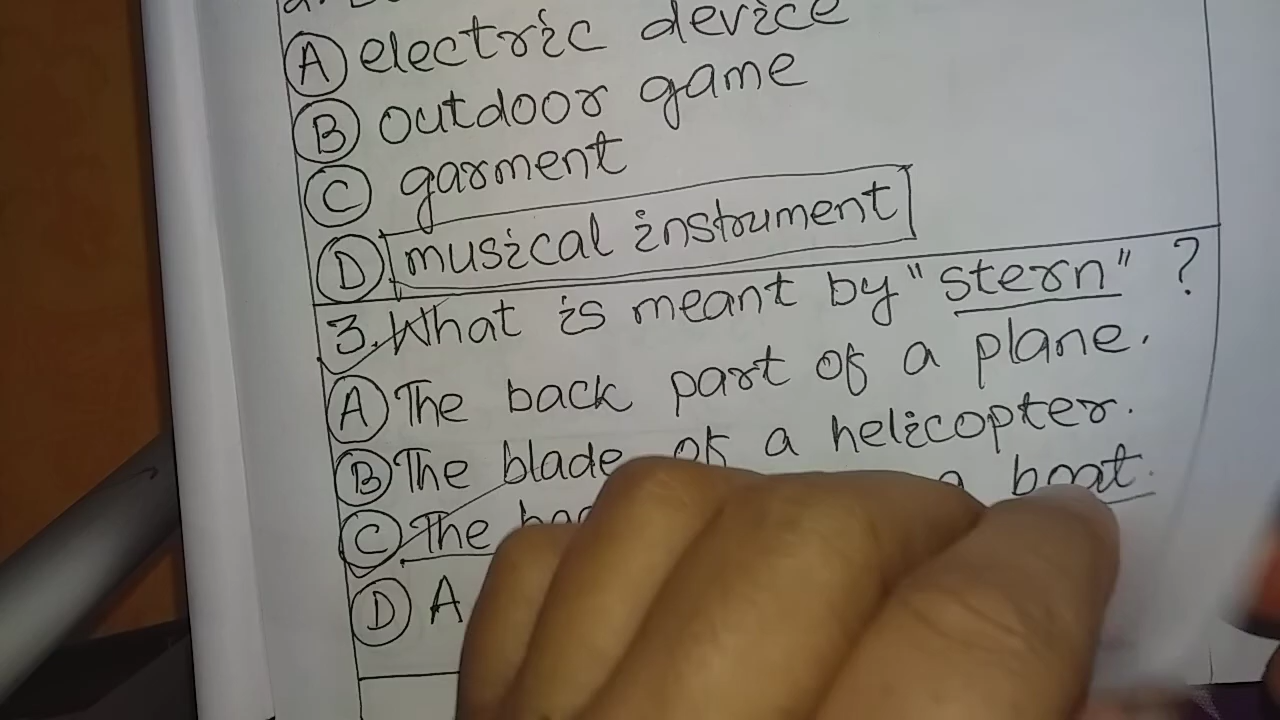 A electric device
B outdoor game
C garment
D musical instrument
3. What is meant by "stern" ?
A The back part of a plane.
B The blade of a helicopter.
C The a boat.
D A